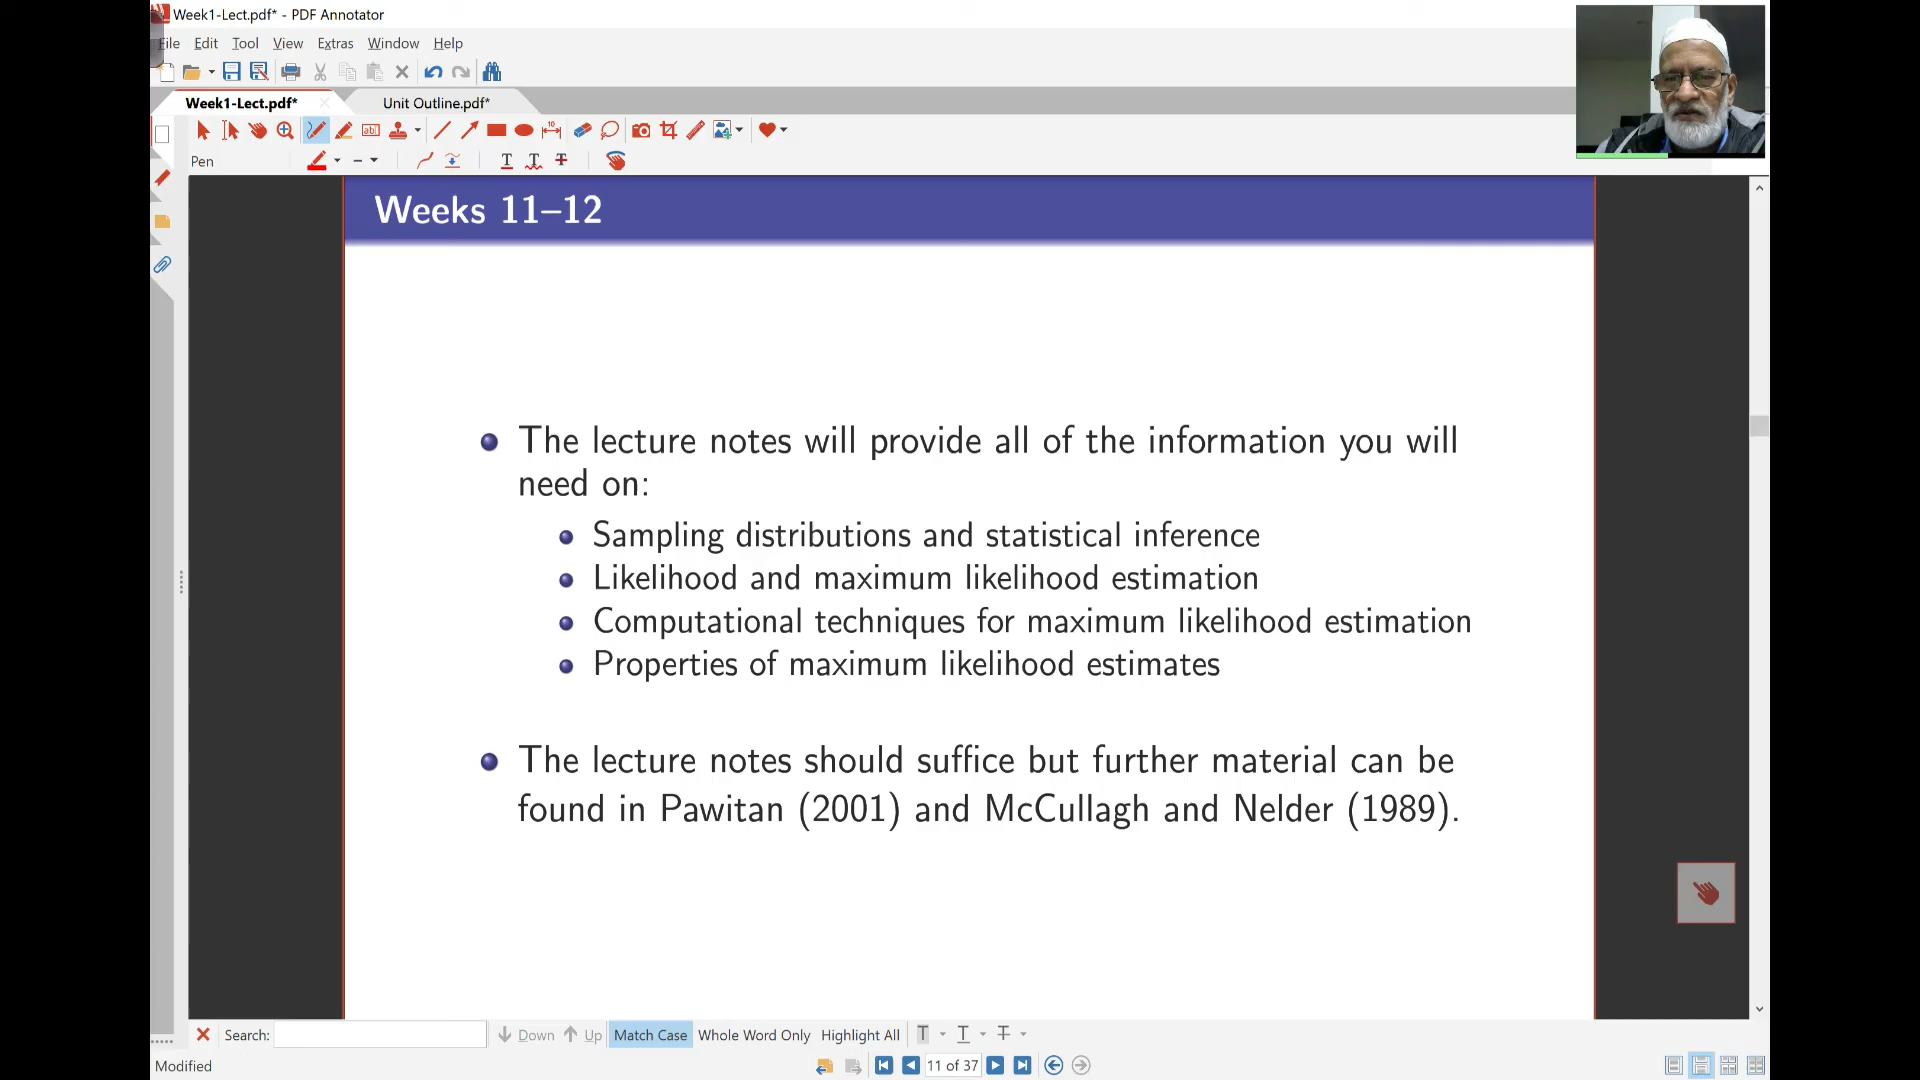 Week1-Lect.pdf* - PDF Annotator
File Edit Tool View Extras Window Help
Week1-Lect.pdf* Unit Outline.pdf*
Pen
Weeks 11–12
The lecture notes will provide all of the information you will
need on:
Sampling distributions and statistical inference
Likelihood and maximum likelihood estimation
Computational techniques for maximum likelihood estimation
Properties of maximum likelihood estimates
The lecture notes should suffice but further material can be
found in Pawitan (2001) and McCullagh and Nelder (1989).
Search: Down Up Match Case Whole Word Only Highlight All
Modified 11 of 37